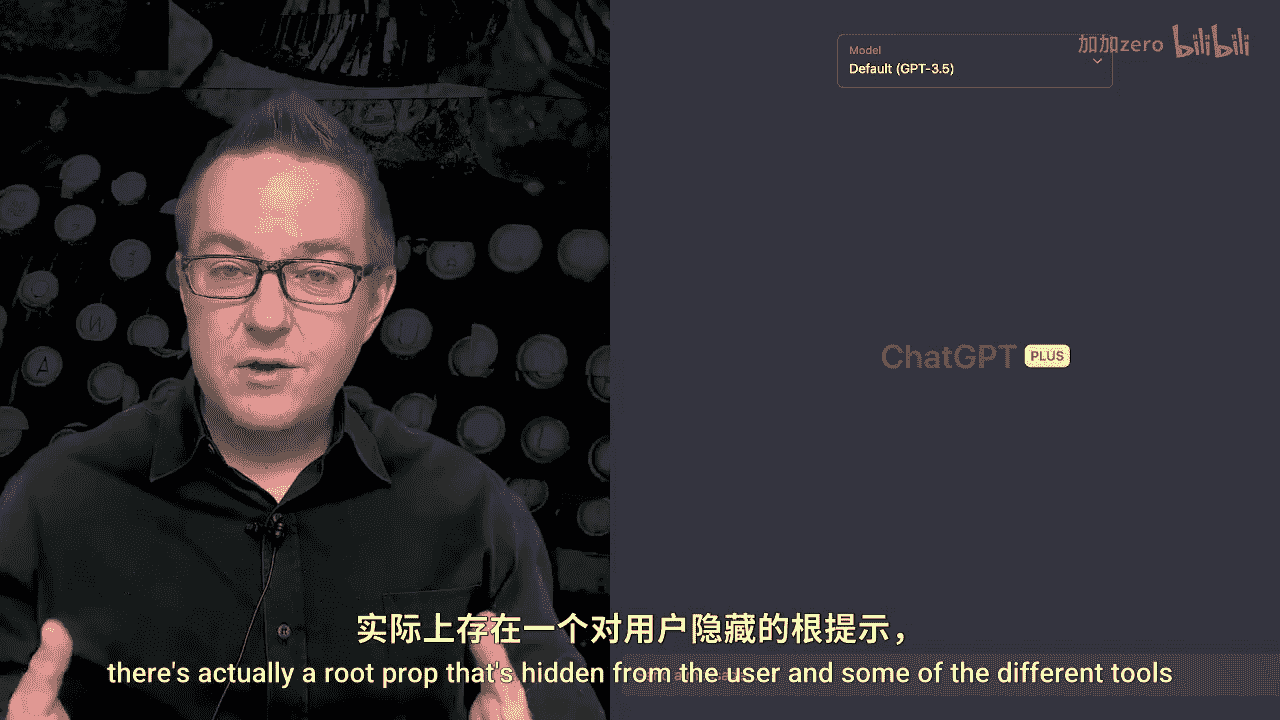 加加zero bilibili
Model
Default (GPT-3.5)
ChatGPT PLUS
实际上存在一个对用户隐藏的根提示，
there's actually a root prop that's hidden from the user and some of the different tools